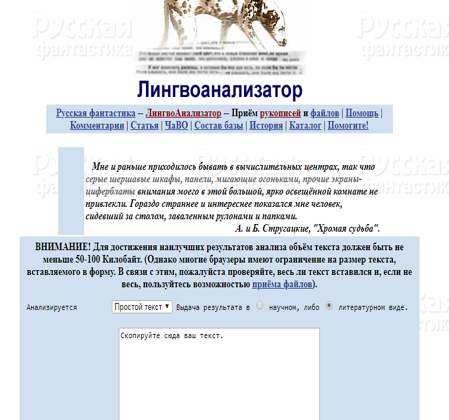 Русская
фантастика
Русская
фантастика
Лингвоанализатор
Русская фантастика -- ЛингвоАнализатор -- Приём рукописей и файлов | Помощь |
Комментарии | Статьи | ЧаВО | Состав базы | История | Каталог | Помогите!
Мне и раньше приходилось бывать в вычислительных центрах, так что
серые шершавые шкафы, панели, мигающие огоньками, прочие экраны-
циферблаты внимания моего в этой большой, ярко освещённой комнате не
привлекли. Гораздо страннее и интереснее показался мне человек,
сидевший за столом, заваленным рулонами и папками.
А. и Б. Стругацкие, "Хромая судьба".
ВНИМАНИЕ! Для достижения наилучших результатов анализа объём текста должен быть не
меньше 50-100 Килобайт. (Однако многие браузеры имеют ограничение на размер текста,
вставляемого в форму. В связи с этим, пожалуйста проверяйте, весь ли текст вставился и, если не
весь, пользуйтесь возможностью приёма файлов).
Анализируется Простой текст Выдача результата в научном, либо литературном виде.
Скопируйте сюда ваш текст.